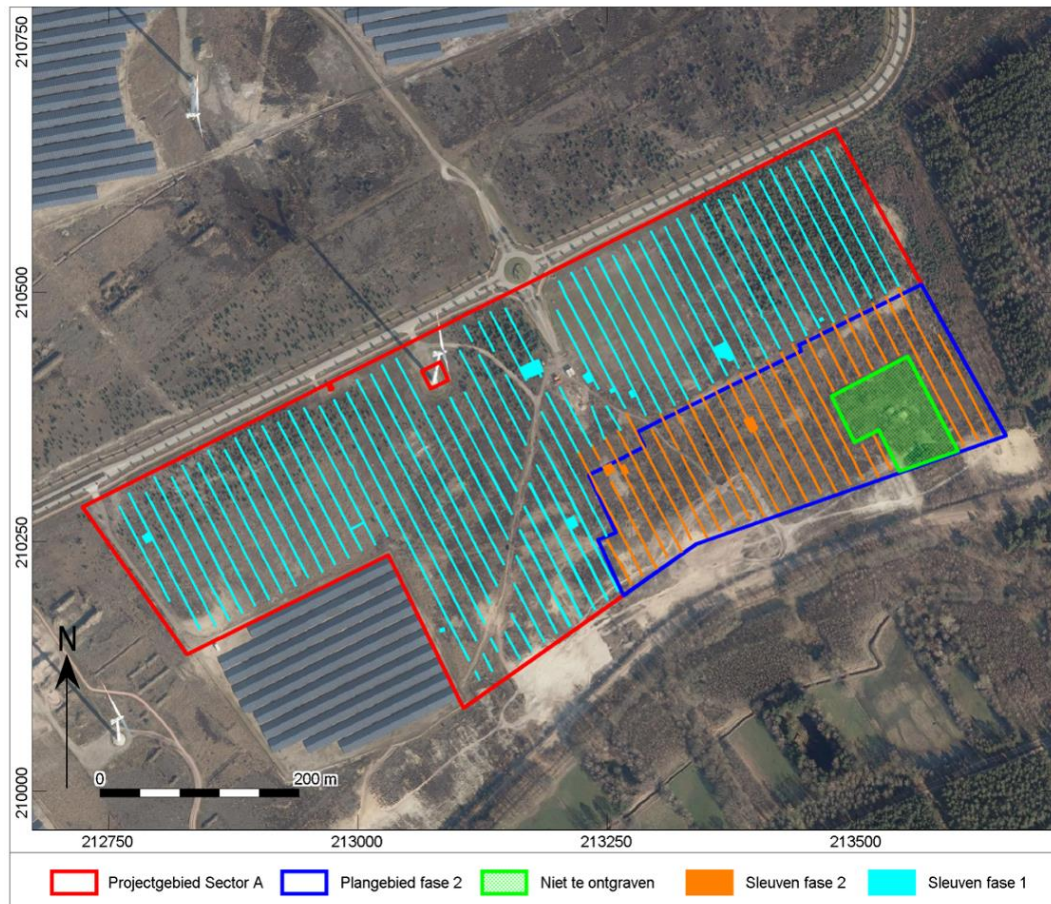 210750
210500
210250
210000
N
0 200 m
212750 213000 213250 213500
Projectgebied Sector A Plangebied fase 2 Niet te ontgraven Sleuven fase 2 Sleuven fase 1